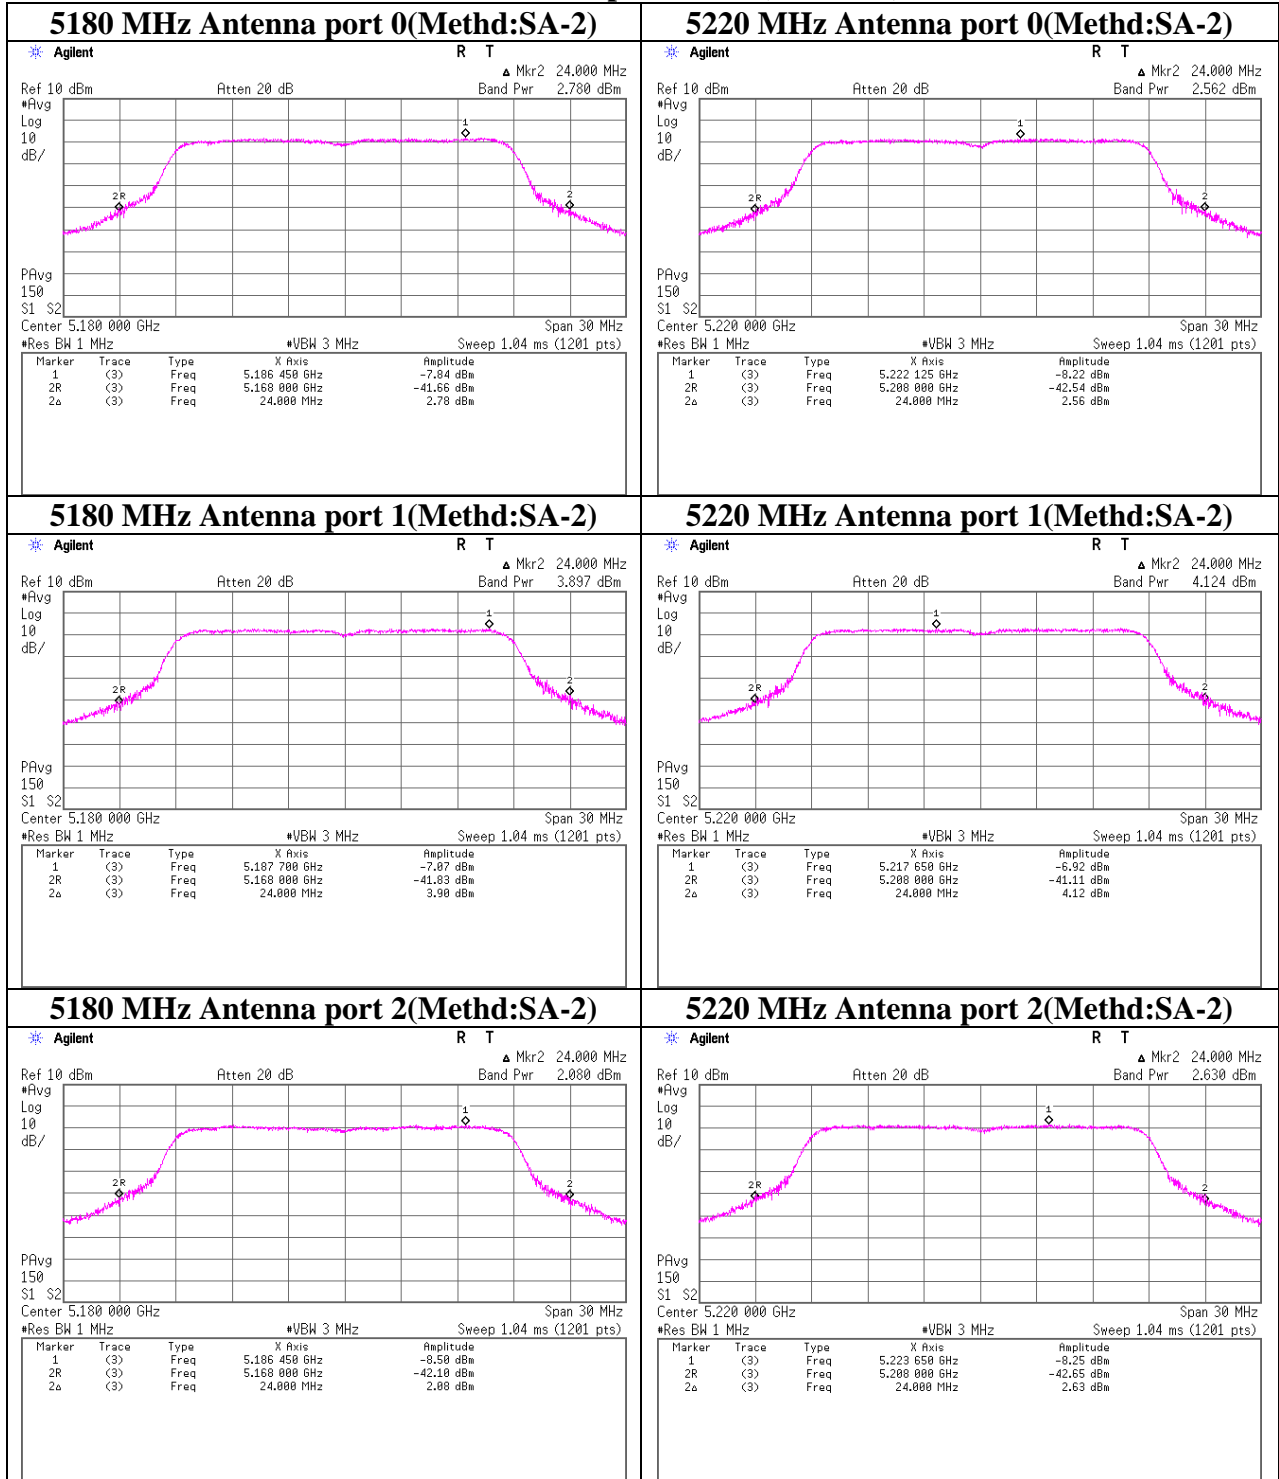 5180 MHz Antenna port 0(Methd:SA-2)
Agilent
R T
Δ Mkr2 24.000 MHz
Ref 10 dBm Atten 20 dB Band Pwr 2.780 dBm
#Avg
Log
10
dB/
1
2R
2
PAvg
150
S1 S2
Center 5.180 000 GHz Span 30 MHz
#Res BW 1 MHz #VBW 3 MHz Sweep 1.04 ms (1201 pts)
Marker Trace Type X Axis Amplitude
1 (3) Freq 5.186 450 GHz -7.84 dBm
2R (3) Freq 5.168 000 GHz -41.66 dBm
2Δ (3) Freq 24.000 MHz 2.78 dBm
5220 MHz Antenna port 0(Methd:SA-2)
Agilent
R T
Δ Mkr2 24.000 MHz
Ref 10 dBm Atten 20 dB Band Pwr 2.562 dBm
#Avg
Log
10
dB/
1
2R
2
PAvg
150
S1 S2
Center 5.220 000 GHz Span 30 MHz
#Res BW 1 MHz #VBW 3 MHz Sweep 1.04 ms (1201 pts)
Marker Trace Type X Axis Amplitude
1 (3) Freq 5.222 125 GHz -8.22 dBm
2R (3) Freq 5.208 000 GHz -42.54 dBm
2Δ (3) Freq 24.000 MHz 2.56 dBm
5180 MHz Antenna port 1(Methd:SA-2)
Agilent
R T
Δ Mkr2 24.000 MHz
Ref 10 dBm Atten 20 dB Band Pwr 3.897 dBm
#Avg
Log
10
dB/
1
2R
2
PAvg
150
S1 S2
Center 5.180 000 GHz Span 30 MHz
#Res BW 1 MHz #VBW 3 MHz Sweep 1.04 ms (1201 pts)
Marker Trace Type X Axis Amplitude
1 (3) Freq 5.187 700 GHz -7.07 dBm
2R (3) Freq 5.168 000 GHz -41.83 dBm
2Δ (3) Freq 24.000 MHz 3.90 dBm
5220 MHz Antenna port 1(Methd:SA-2)
Agilent
R T
Δ Mkr2 24.000 MHz
Ref 10 dBm Atten 20 dB Band Pwr 4.124 dBm
#Avg
Log
10
dB/
1
2R
2
PAvg
150
S1 S2
Center 5.220 000 GHz Span 30 MHz
#Res BW 1 MHz #VBW 3 MHz Sweep 1.04 ms (1201 pts)
Marker Trace Type X Axis Amplitude
1 (3) Freq 5.217 650 GHz -6.92 dBm
2R (3) Freq 5.208 000 GHz -41.11 dBm
2Δ (3) Freq 24.000 MHz 4.12 dBm
5180 MHz Antenna port 2(Methd:SA-2)
Agilent
R T
Δ Mkr2 24.000 MHz
Ref 10 dBm Atten 20 dB Band Pwr 2.080 dBm
#Avg
Log
10
dB/
1
2R
2
PAvg
150
S1 S2
Center 5.180 000 GHz Span 30 MHz
#Res BW 1 MHz #VBW 3 MHz Sweep 1.04 ms (1201 pts)
Marker Trace Type X Axis Amplitude
1 (3) Freq 5.186 450 GHz -8.50 dBm
2R (3) Freq 5.168 000 GHz -42.10 dBm
2Δ (3) Freq 24.000 MHz 2.08 dBm
5220 MHz Antenna port 2(Methd:SA-2)
Agilent
R T
Δ Mkr2 24.000 MHz
Ref 10 dBm Atten 20 dB Band Pwr 2.630 dBm
#Avg
Log
10
dB/
1
2R
2
PAvg
150
S1 S2
Center 5.220 000 GHz Span 30 MHz
#Res BW 1 MHz #VBW 3 MHz Sweep 1.04 ms (1201 pts)
Marker Trace Type X Axis Amplitude
1 (3) Freq 5.223 650 GHz -8.25 dBm
2R (3) Freq 5.208 000 GHz -42.65 dBm
2Δ (3) Freq 24.000 MHz 2.63 dBm